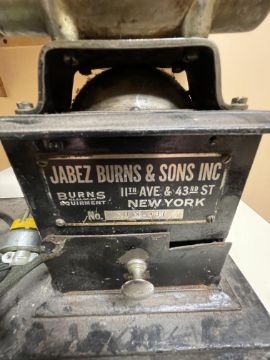 JABEZ BURNS & SONS INC
BURNS
EQUIPMENT
11TH AVE & 43RD ST
NEW YORK
No.